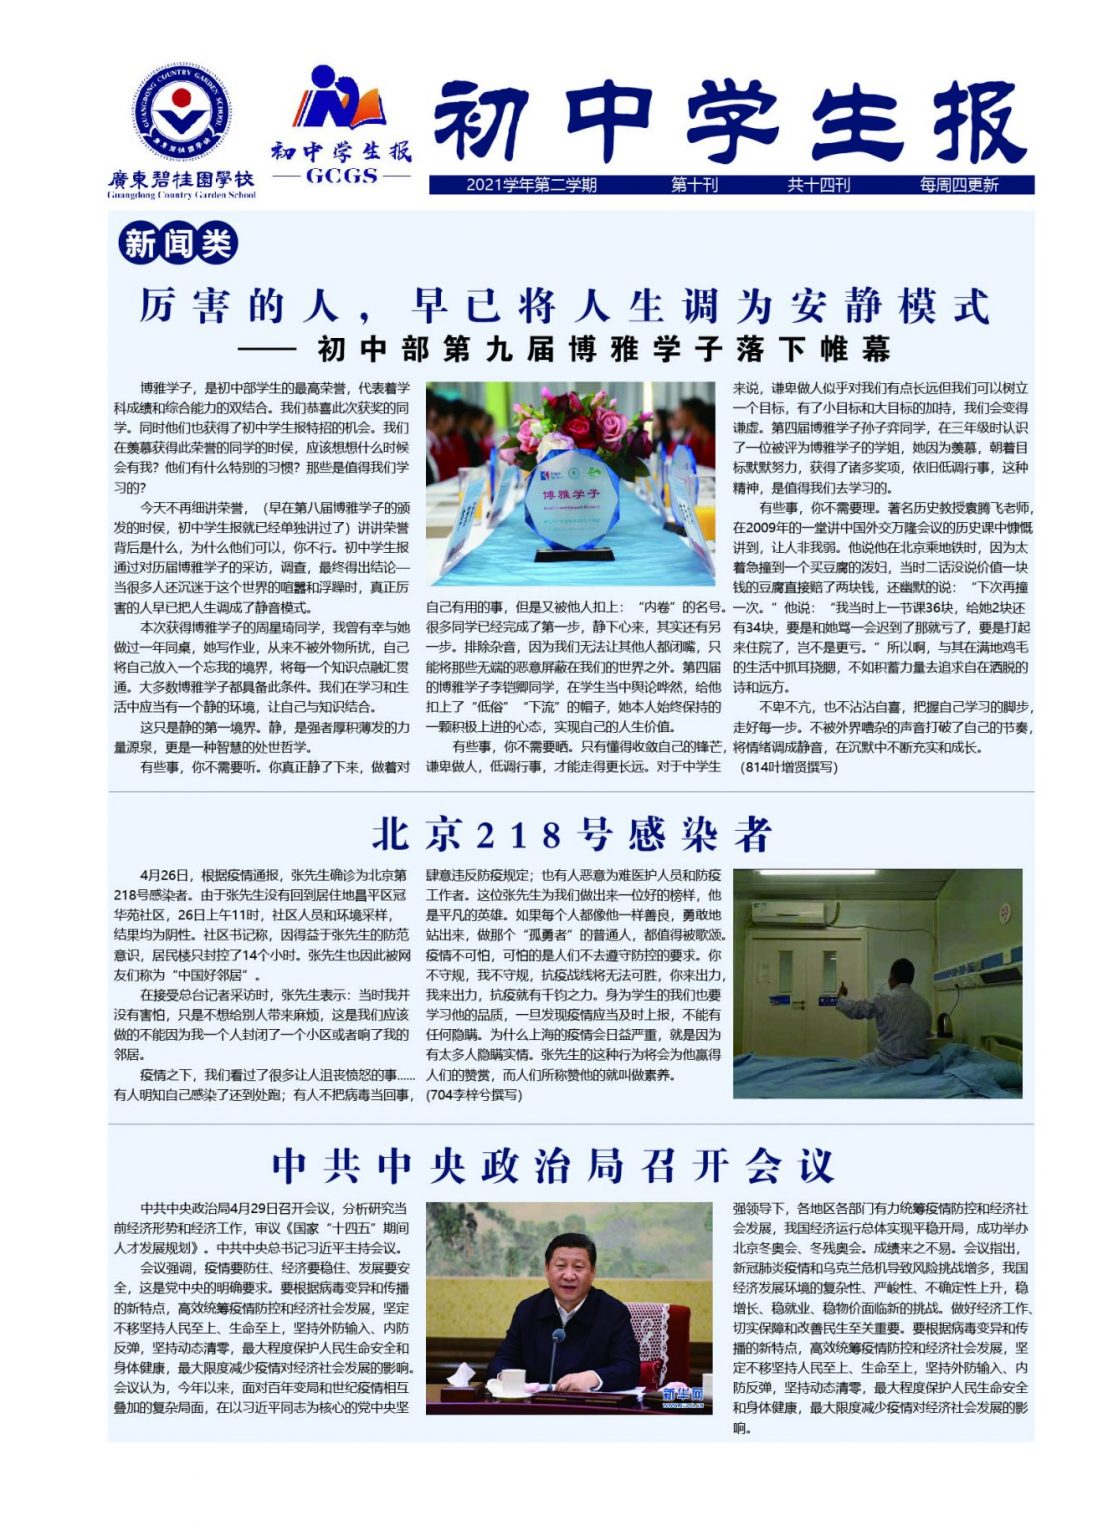 廣東碧桂園學校
Guangdong Country Garden School
GUANGDONG COUNTRY GARDEN SCHOOL
廣東碧桂園學校
初中学生报
GCGS
初中学生报
2021学年第二学期 第十刊 共十四刊 每周四更新
新闻类
厉害的人，早已将人生调为安静模式
——初中部第九届博雅学子落下帷幕
博雅学子，是初中部学生的最高荣誉，代表着学
科成绩和综合能力的双结合。我们恭喜此次获奖的同
学。同时他们也获得了初中学生报特招的机会。我们
在羡慕获得此荣誉的同学的时候，应该想想什么时候
会有我？他们有什么特别的习惯？那些是值得我们学
习的？
今天不再细讲荣誉，（早在第八届博雅学子的颁
发的时侯，初中学生报就已经单独讲过了）讲讲荣誉
背后是什么，为什么他们可以，你不行。初中学生报
通过对历届博雅学子的采访，调查，最终得出结论—
当很多人还沉迷于这个世界的喧嚣和浮躁时，真正厉
害的人早已把人生调成了静音模式。
本次获得博雅学子的周星琦同学，我曾有幸与她
做过一年同桌，她写作业，从来不被外物所扰，自己
将自己放入一个忘我的境界，将每一个知识点融汇贯
通。大多数博雅学子都具备此条件。我们在学习和生
活中应当有一个静的环境，让自己与知识结合。
这只是静的第一境界。静，是强者厚积薄发的力
量源泉，更是一种智慧的处世哲学。
有些事，你不需要听。你真正静了下来，做着对
博雅学子
自己有用的事，但是又被他人扣上：“内卷”的名号。
很多同学已经完成了第一步，静下心来，其实还有另
一步。排除杂音，因为我们无法让其他人都闭嘴，只
能将那些无端的恶意屏蔽在我们的世界之外。第四届
的博雅学子李铠卿同学，在学生当中舆论哗然，给他
扣上了“低俗”“下流”的帽子，她本人始终保持的
一颗积极上进的心态，实现自己的人生价值。
有些事，你不需要晒。只有懂得收敛自己的锋芒，
谦卑做人，低调行事，才能走得更长远。对于中学生
来说，谦卑做人似乎对我们有点长远但我们可以树立
一个目标，有了小目标和大目标的加持，我们会变得
谦虚。第四届博雅学子孙子弈同学，在三年级时认识
了一位被评为博雅学子的学姐，她因为羡慕，朝着目
标默默努力，获得了诸多奖项，依旧低调行事，这种
精神，是值得我们去学习的。
有些事，你不需要理。著名历史教授袁腾飞老师，
在2009年的一堂讲中国外交万隆会议的历史课中慷慨
讲到，让人非我弱。他说他在北京乘地铁时，因为太
着急撞到一个买豆腐的泼妇，当时二话没说价值一块
钱的豆腐直接赔了两块钱，还幽默的说：“下次再撞
一次。”他说：“我当时上一节课36块，给她2块还
有34块，要是和她骂一会迟到了那就亏了，要是打起
来住院了，岂不是更亏。”所以啊，与其在满地鸡毛
的生活中抓耳挠腮，不如积蓄力量去追求自在洒脱的
诗和远方。
不卑不亢，也不沾沾自喜，把握自己学习的脚步，
走好每一步。不被外界嘈杂的声音打破了自己的节奏，
将情绪调成静音，在沉默中不断充实和成长。
（814叶增贤撰写）
北京218号感染者
4月26日，根据疫情通报，张先生确诊为北京第
218号感染者。由于张先生没有回到居住地昌平区冠
华苑社区，26日上午11时，社区人员和环境采样，
结果均为阴性。社区书记称，因得益于张先生的防范
意识，居民楼只封控了14个小时。张先生也因此被网
友们称为“中国好邻居”。
在接受总台记者采访时，张先生表示：当时我并
没有害怕，只是不想给别人带来麻烦，这是我们应该
做的不能因为我一个人封闭了一个小区或者响了我的
邻居。
疫情之下，我们看过了很多让人沮丧愤怒的事......
有人明知自己感染了还到处跑；有人不把病毒当回事，
肆意违反防疫规定；也有人恶意为难医护人员和防疫
工作者。这位张先生为我们做出来一位好的榜样，他
是平凡的英雄。如果每个人都像他一样善良，勇敢地
站出来，做那个“孤勇者”的普通人，都值得被歌颂。
疫情不可怕，可怕的是人们不去遵守防控的要求。你
不守规，我不守规，抗疫战线将无法可胜，你来出力，
我来出力，抗疫就有千钧之力。身为学生的我们也要
学习他的品质，一旦发现疫情应当及时上报，不能有
任何隐瞒。为什么上海的疫情会日益严重，就是因为
有太多人隐瞒实情。张先生的这种行为将会为他赢得
人们的赞赏，而人们所称赞他的就叫做素养。
(704李梓兮撰写)
中共中央政治局召开会议
中共中央政治局4月29日召开会议，分析研究当
前经济形势和经济工作，审议《国家“十四五”期间
人才发展规划》。中共中央总书记习近平主持会议。
会议强调，疫情要防住、经济要稳住、发展要安
全，这是党中央的明确要求。要根据病毒变异和传播
的新特点，高效统筹疫情防控和经济社会发展，坚定
不移坚持人民至上、生命至上，坚持外防输入、内防
反弹，坚持动态清零，最大程度保护人民生命安全和
身体健康，最大限度减少疫情对经济社会发展的影响。
会议认为，今年以来，面对百年变局和世纪疫情相互
叠加的复杂局面，在以习近平同志为核心的党中央坚
新华网
强领导下，各地区各部门有力统筹疫情防控和经济社
会发展，我国经济运行总体实现平稳开局，成功举办
北京冬奥会、冬残奥会。成绩来之不易。会议指出，
新冠肺炎疫情和乌克兰危机导致风险挑战增多，我国
经济发展环境的复杂性、严峻性、不确定性上升，稳
增长、稳就业、稳物价面临新的挑战。做好经济工作、
切实保障和改善民生至关重要。要根据病毒变异和传
播的新特点，高效统筹疫情防控和经济社会发展，坚
定不移坚持人民至上、生命至上，坚持外防输入、内
防反弹，坚持动态清零，最大程度保护人民生命安全
和身体健康，最大限度减少疫情对经济社会发展的影
响。